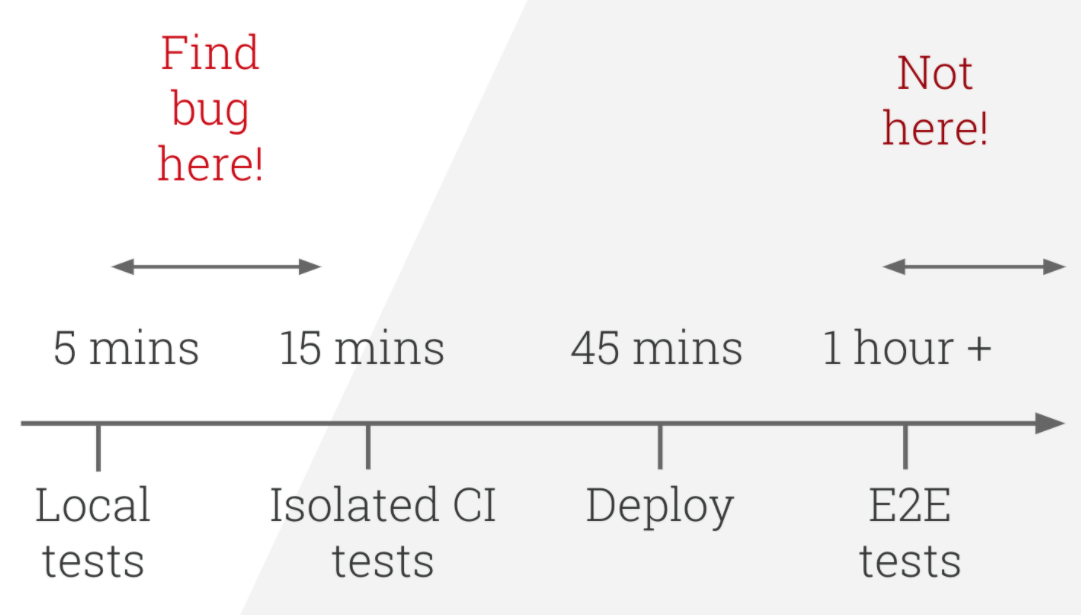 Find
bug
here!
Not
here!
5 mins
15 mins
45 mins
1 hour +
Local
tests
Isolated CI
tests
Deploy
E2E
tests